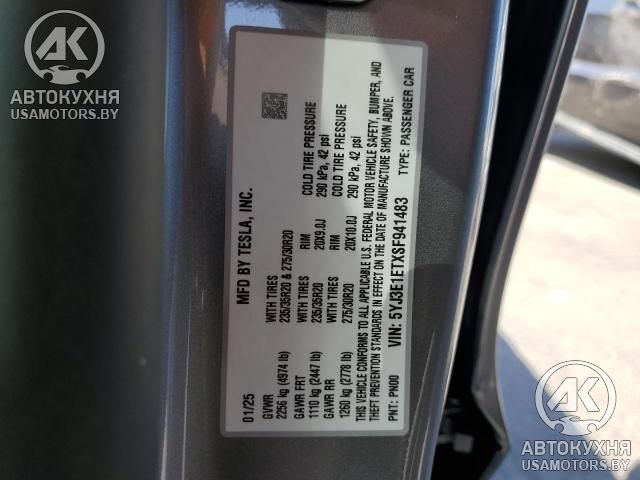 MFD BY TESLA, INC.
01/25
GVWR
2256 kg (4974 lb)
WITH TIRES
235/35R20 & 275/30R20
GAWR FRT
1110 kg (2447 lb)
WITH TIRES
235/35R20
RIM
20X9.0J
COLD TIRE PRESSURE
290 kPa, 42 psi
GAWR RR
1260 kg (2778 lb)
WITH TIRES
275/30R20
RIM
20X10.0J
COLD TIRE PRESSURE
290 kPa, 42 psi
THIS VEHICLE CONFORMS TO ALL APPLICABLE U.S. FEDERAL MOTOR VEHICLE SAFETY, BUMPER, AND
THEFT PREVENTION STANDARDS IN EFFECT ON THE DATE OF MANUFACTURE SHOWN ABOVE.
VIN: 5YJ3E1ETXSF941483
PNT: PN00
TYPE: PASSENGER CAR
АК
АВТОКУХНЯ
USAMOTORS.BY
АК
АВТОКУХНЯ
USAMOTORS.BY